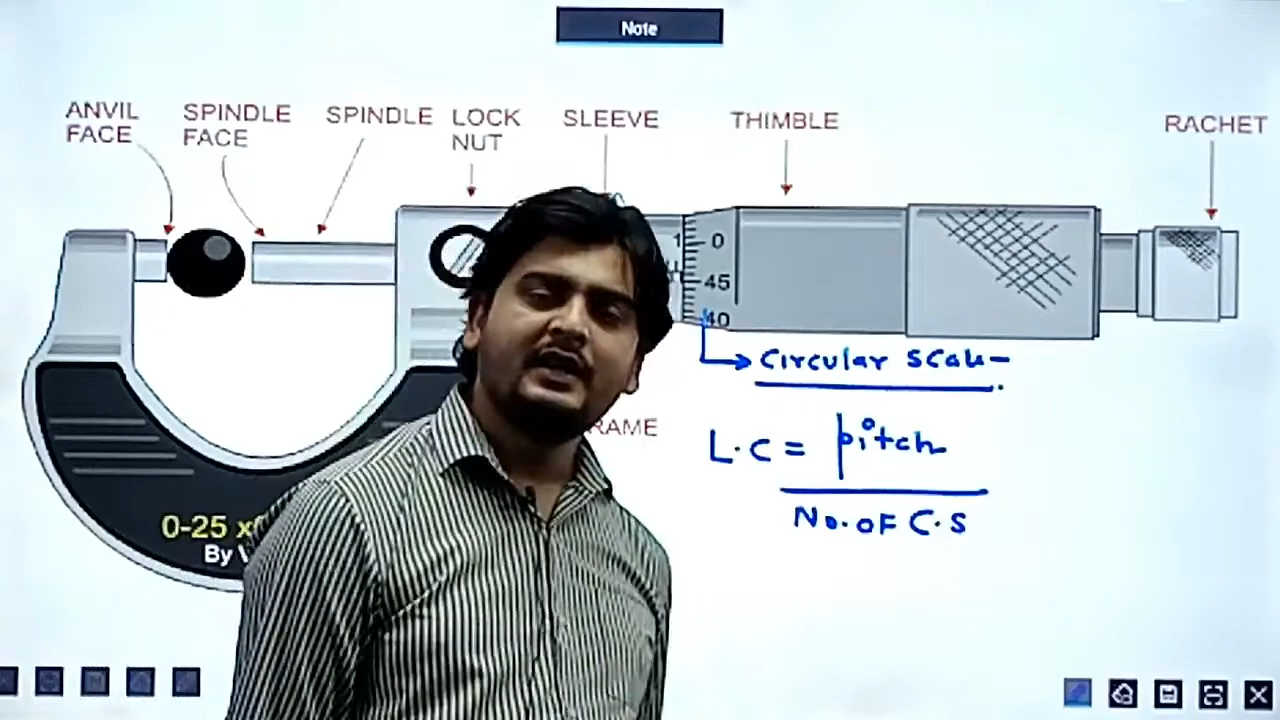 Note
ANVIL FACE
SPINDLE FACE
SPINDLE
LOCK NUT
SLEEVE
THIMBLE
RACHET
1
0
45
40
Circular scale
RAME
L.C = pitch
No. of C.S
0-25 x
By